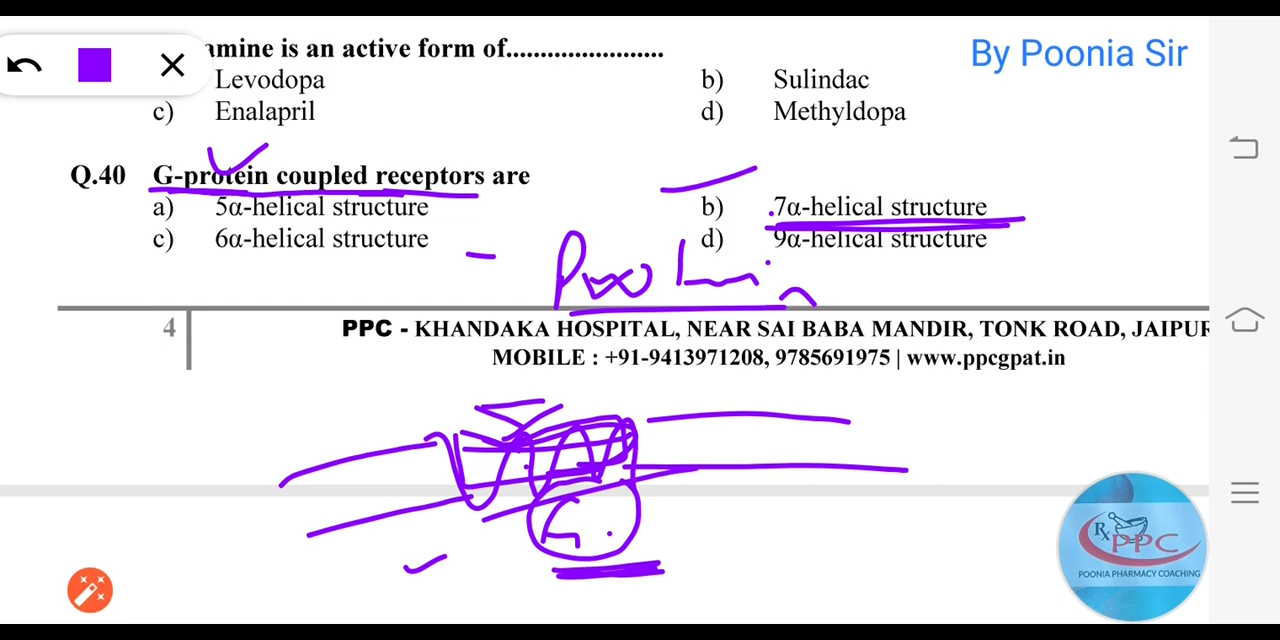 amine is an active form of........................
By Poonia Sir
Levodopa b) Sulindac
c) Enalapril d) Methyldopa
Q.40 G-protein coupled receptors are
a) 5α-helical structure b) 7α-helical structure
c) 6α-helical structure d) 9α-helical structure
4
PPC - KHANDAKA HOSPITAL, NEAR SAI BABA MANDIR, TONK ROAD, JAIPUR
MOBILE : +91-9413971208, 9785691975 | www.ppcgpat.in
G
Rx PPC
POONIA PHARMACY COACHING